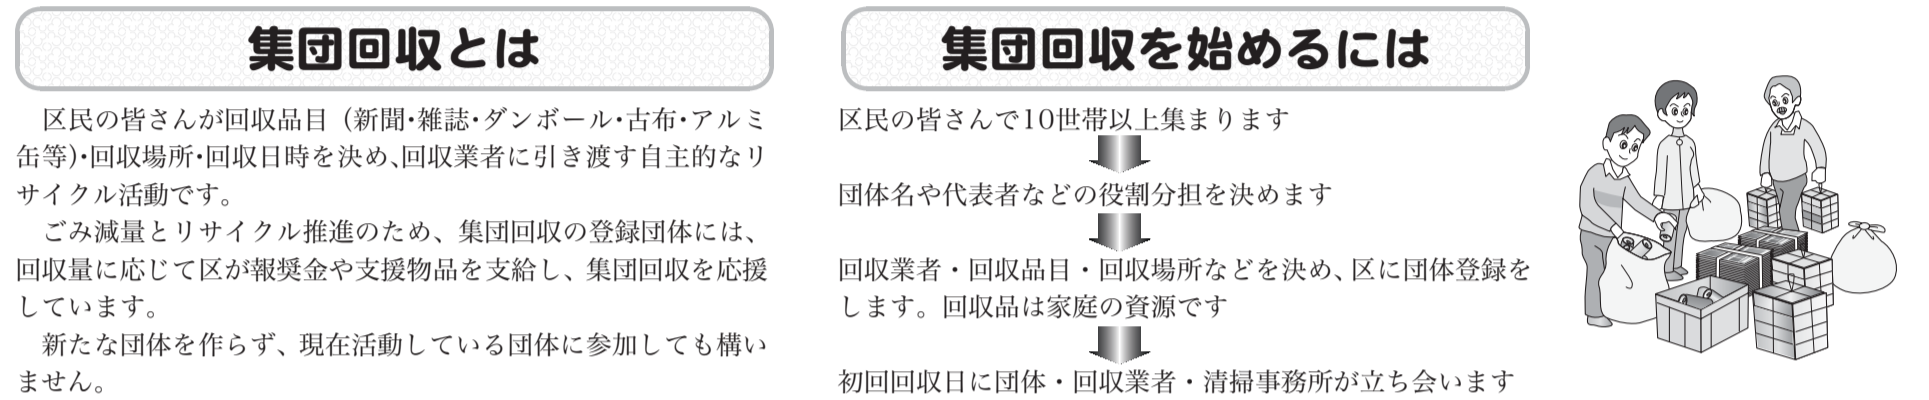 集団回収とは
　区民の皆さんが回収品目（新聞・雑誌・ダンボール・古布・アルミ
缶等）・回収場所・回収日時を決め、回収業者に引き渡す自主的なリ
サイクル活動です。
　ごみ減量とリサイクル推進のため、集団回収の登録団体には、
回収量に応じて区が報奨金や支援物品を支給し、集団回収を応援
しています。
　新たな団体を作らず、現在活動している団体に参加しても構い
ません。
集団回収を始めるには
区民の皆さんで10世帯以上集まります
団体名や代表者などの役割分担を決めます
回収業者・回収品目・回収場所などを決め、区に団体登録を
します。回収品は家庭の資源です
初回回収日に団体・回収業者・清掃事務所が立ち会います